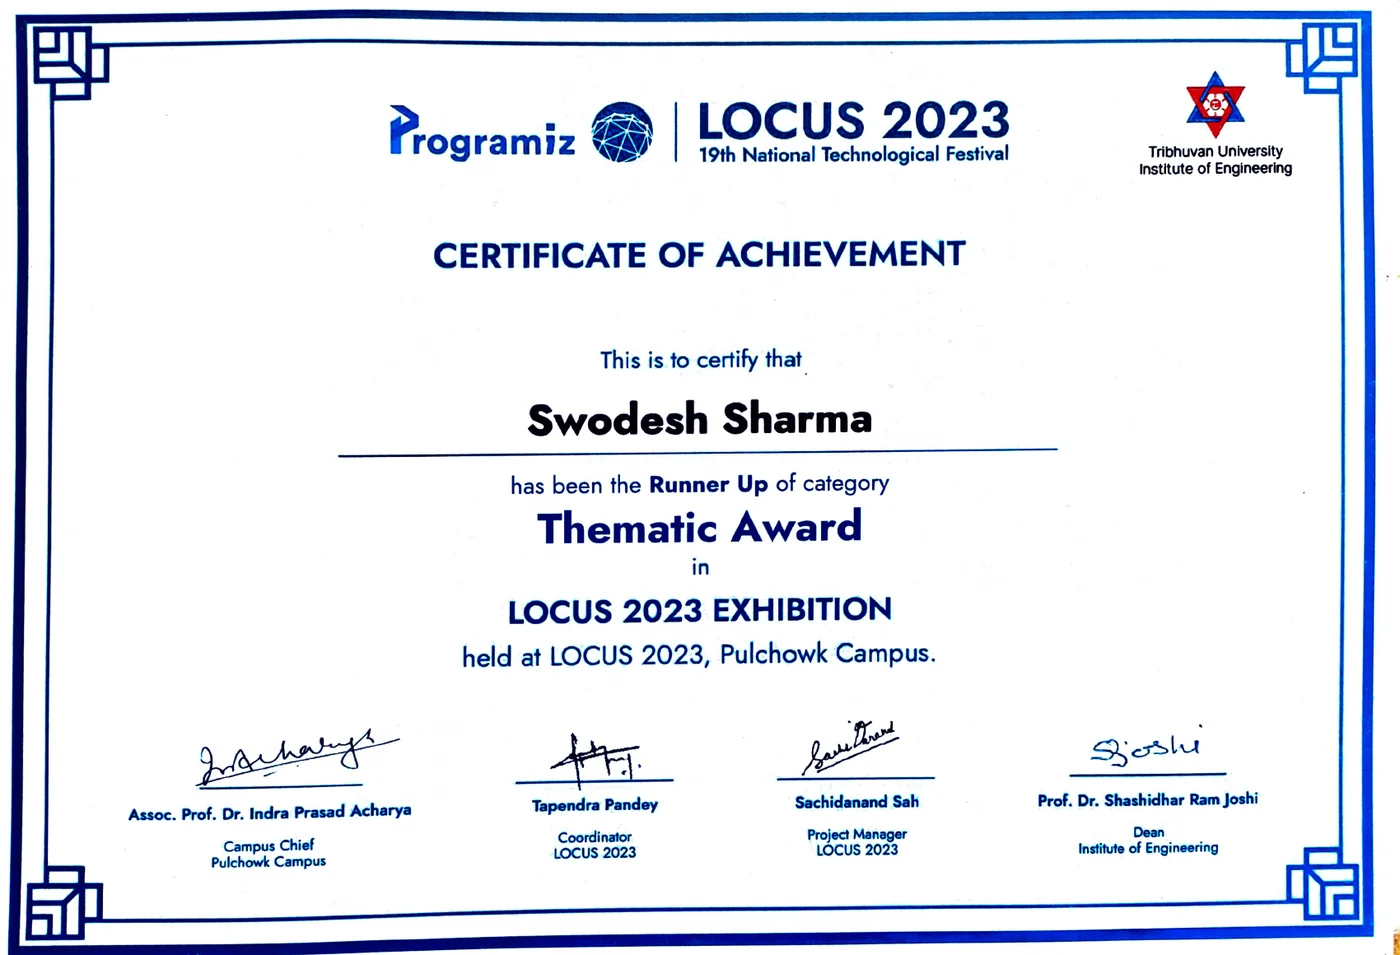 Programiz
LOCUS 2023
19th National Technological Festival
Tribhuvan University
Institute of Engineering
CERTIFICATE OF ACHIEVEMENT
This is to certify that
Swodesh Sharma
has been the Runner Up of category
Thematic Award
in
LOCUS 2023 EXHIBITION
held at LOCUS 2023, Pulchowk Campus.
Assoc. Prof. Dr. Indra Prasad Acharya
Campus Chief
Pulchowk Campus
Tapendra Pandey
Coordinator
LOCUS 2023
Sachidanand Sah
Project Manager
LOCUS 2023
Sjoshi
Prof. Dr. Shashidhar Ram Joshi
Dean
Institute of Engineering